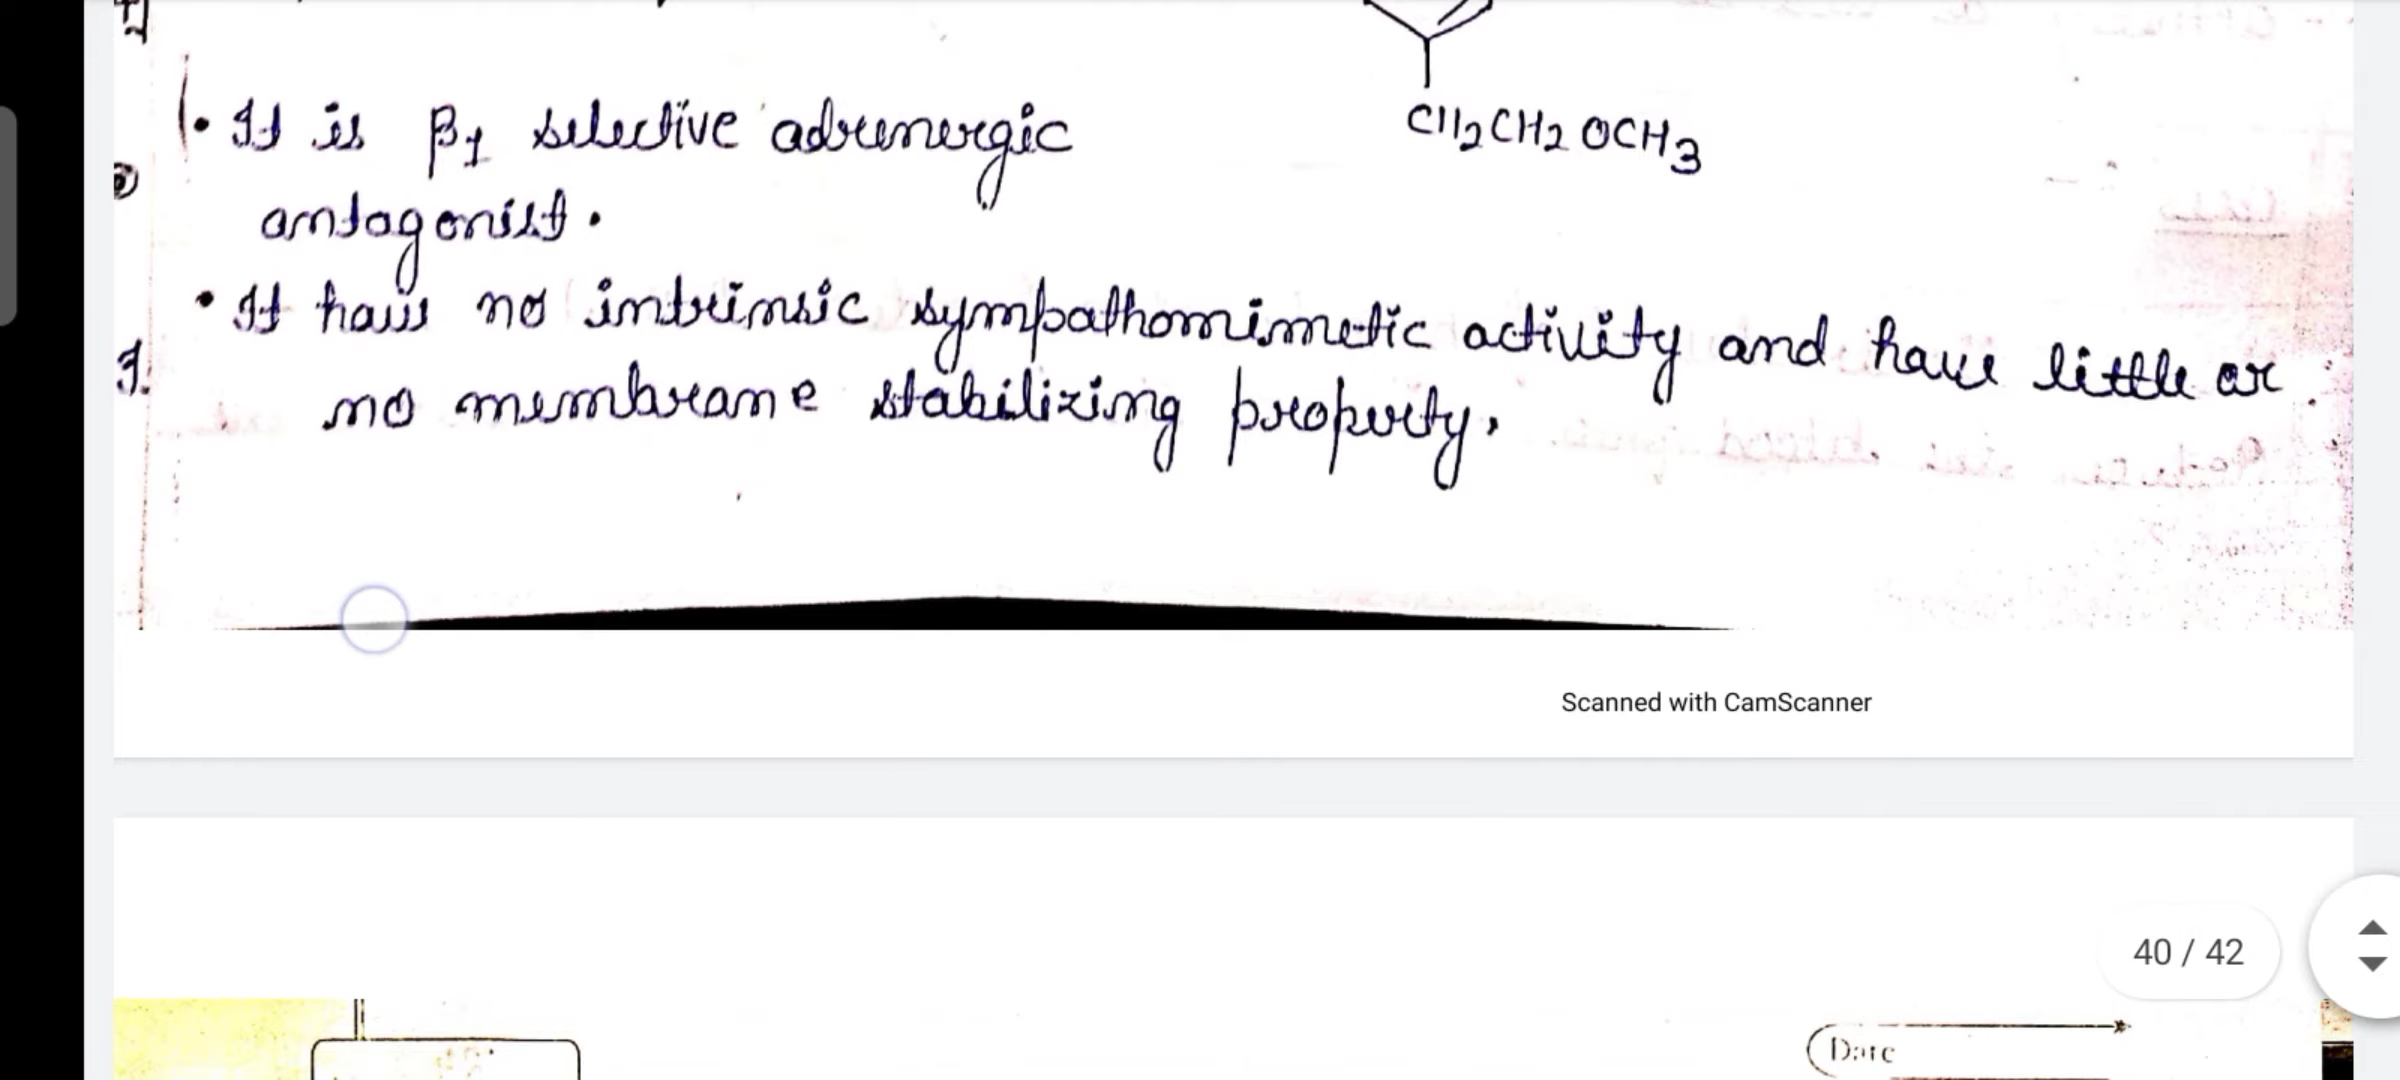 CH2CH2OCH3
• It is β1 selective adrenergic
antagonist.
• It have no intrinsic sympathomimetic activity and have little or
no membrane stabilizing property.
Scanned with CamScanner
40 / 42
Date